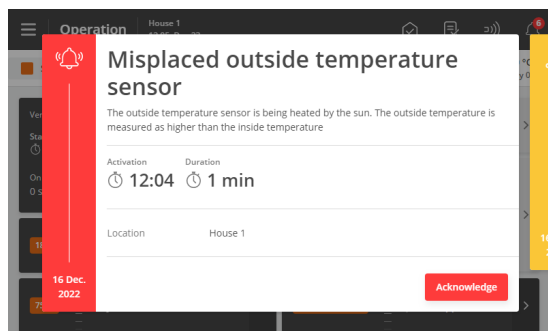 Operation
House 1
6
Misplaced outside temperature
sensor
The outside temperature sensor is being heated by the sun. The outside temperature is
measured as higher than the inside temperature
Activation
Duration
12:04
1 min
Location
House 1
16 Dec.
2022
Acknowledge